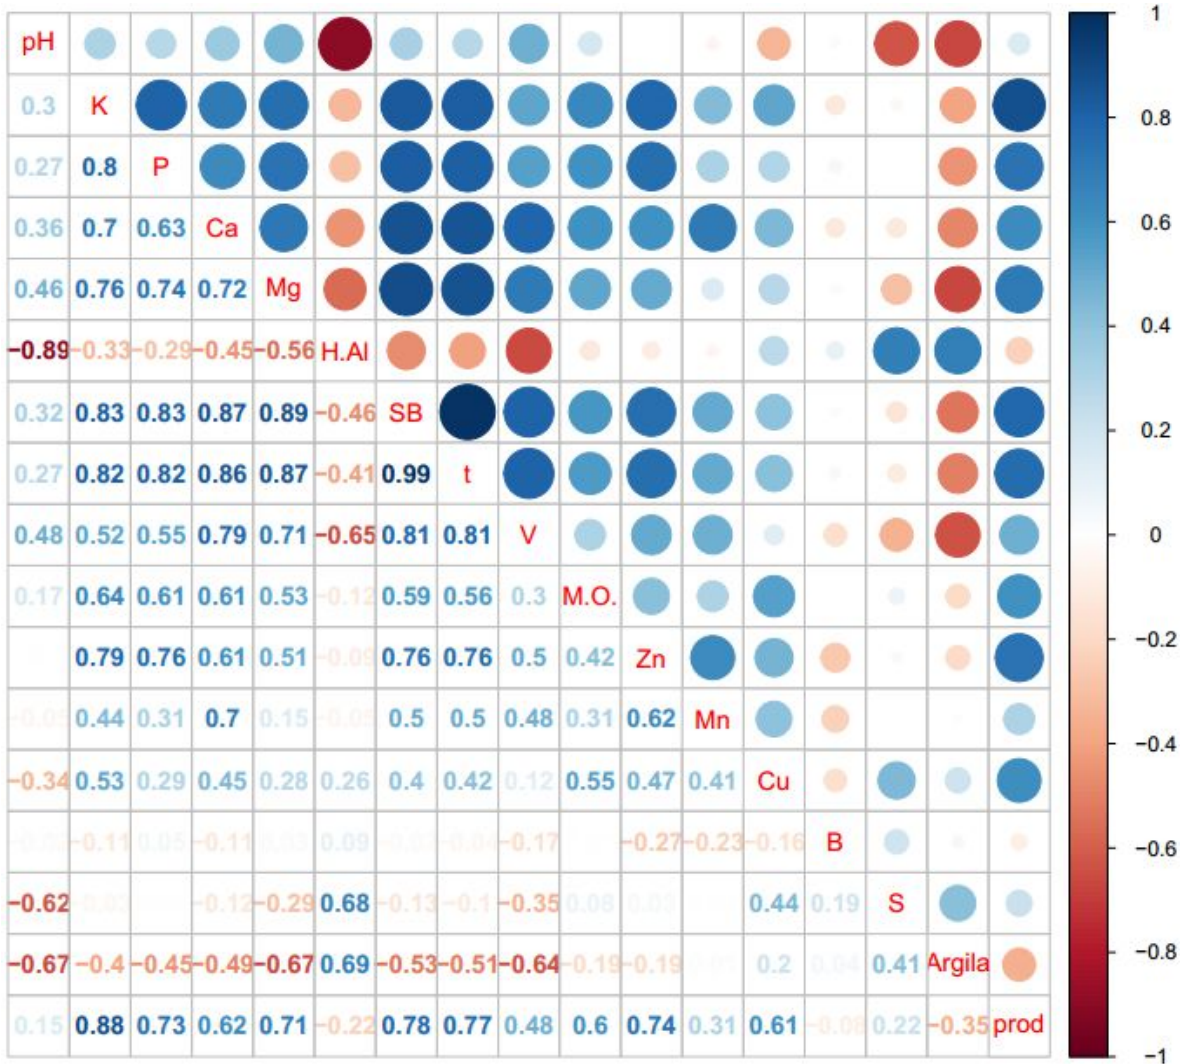 pH 1
K 0.3 0.8
P 0.27 0.8
Ca 0.36 0.7 0.63 0.6
Mg 0.46 0.76 0.74 0.72
−0.89 −0.33 −0.29 −0.45 −0.56 H.Al 0.4
0.32 0.83 0.83 0.87 0.89 −0.46 SB 0.2
0.27 0.82 0.82 0.86 0.87 −0.41 0.99 t
0.48 0.52 0.55 0.79 0.71 −0.65 0.81 0.81 V 0
0.17 0.64 0.61 0.61 0.53 −0.12 0.59 0.56 0.3 M.O.
0.79 0.76 0.61 0.51 −0.09 0.76 0.76 0.5 0.42 Zn −0.2
−0.05 0.44 0.31 0.7 0.15 −0.05 0.5 0.5 0.48 0.31 0.62 Mn
−0.34 0.53 0.29 0.45 0.28 0.26 0.4 0.42 0.12 0.55 0.47 0.41 Cu −0.4
−0.11 0.05 −0.11 0.09 −0.04 −0.17 −0.27 −0.23 −0.16 B −0.6
−0.62 −0.12 −0.29 0.68 −0.13 −0.1 −0.35 0.08 0.44 0.19 S
−0.67 −0.4 −0.45 −0.49 −0.67 0.69 −0.53 −0.51 −0.64 −0.19 −0.19 0.2 0.04 0.41 Argila −0.8
0.15 0.88 0.73 0.62 0.71 −0.22 0.78 0.77 0.48 0.6 0.74 0.31 0.61 −0.08 0.22 −0.35 prod
−1